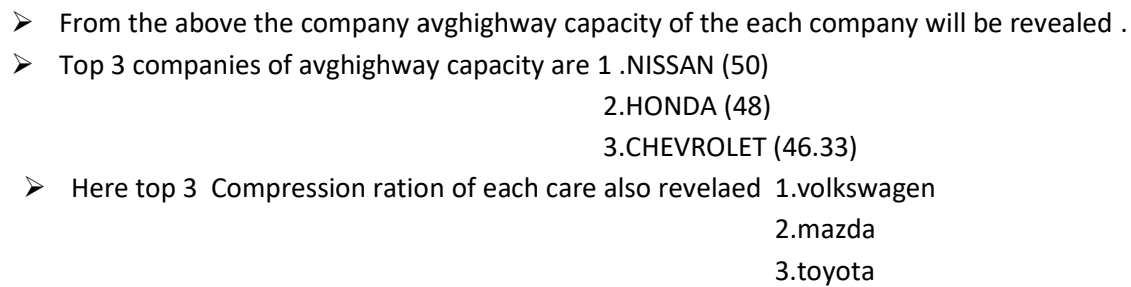 ➢ From the above the company avghighway capacity of the each company will be revealed .
➢ Top 3 companies of avghighway capacity are 1 .NISSAN (50)
2.HONDA (48)
3.CHEVROLET (46.33)
➢ Here top 3 Compression ration of each care also revelaed 1.volkswagen
2.mazda
3.toyota